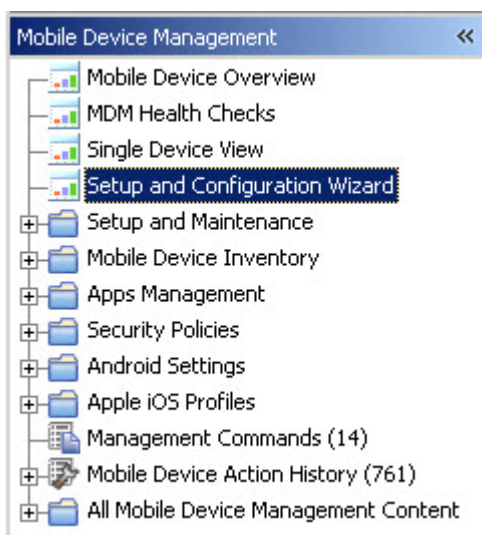 Mobile Device Management
Mobile Device Overview
MDM Health Checks
Single Device View
Setup and Configuration Wizard
Setup and Maintenance
Mobile Device Inventory
Apps Management
Security Policies
Android Settings
Apple iOS Profiles
Management Commands (14)
Mobile Device Action History (761)
All Mobile Device Management Content